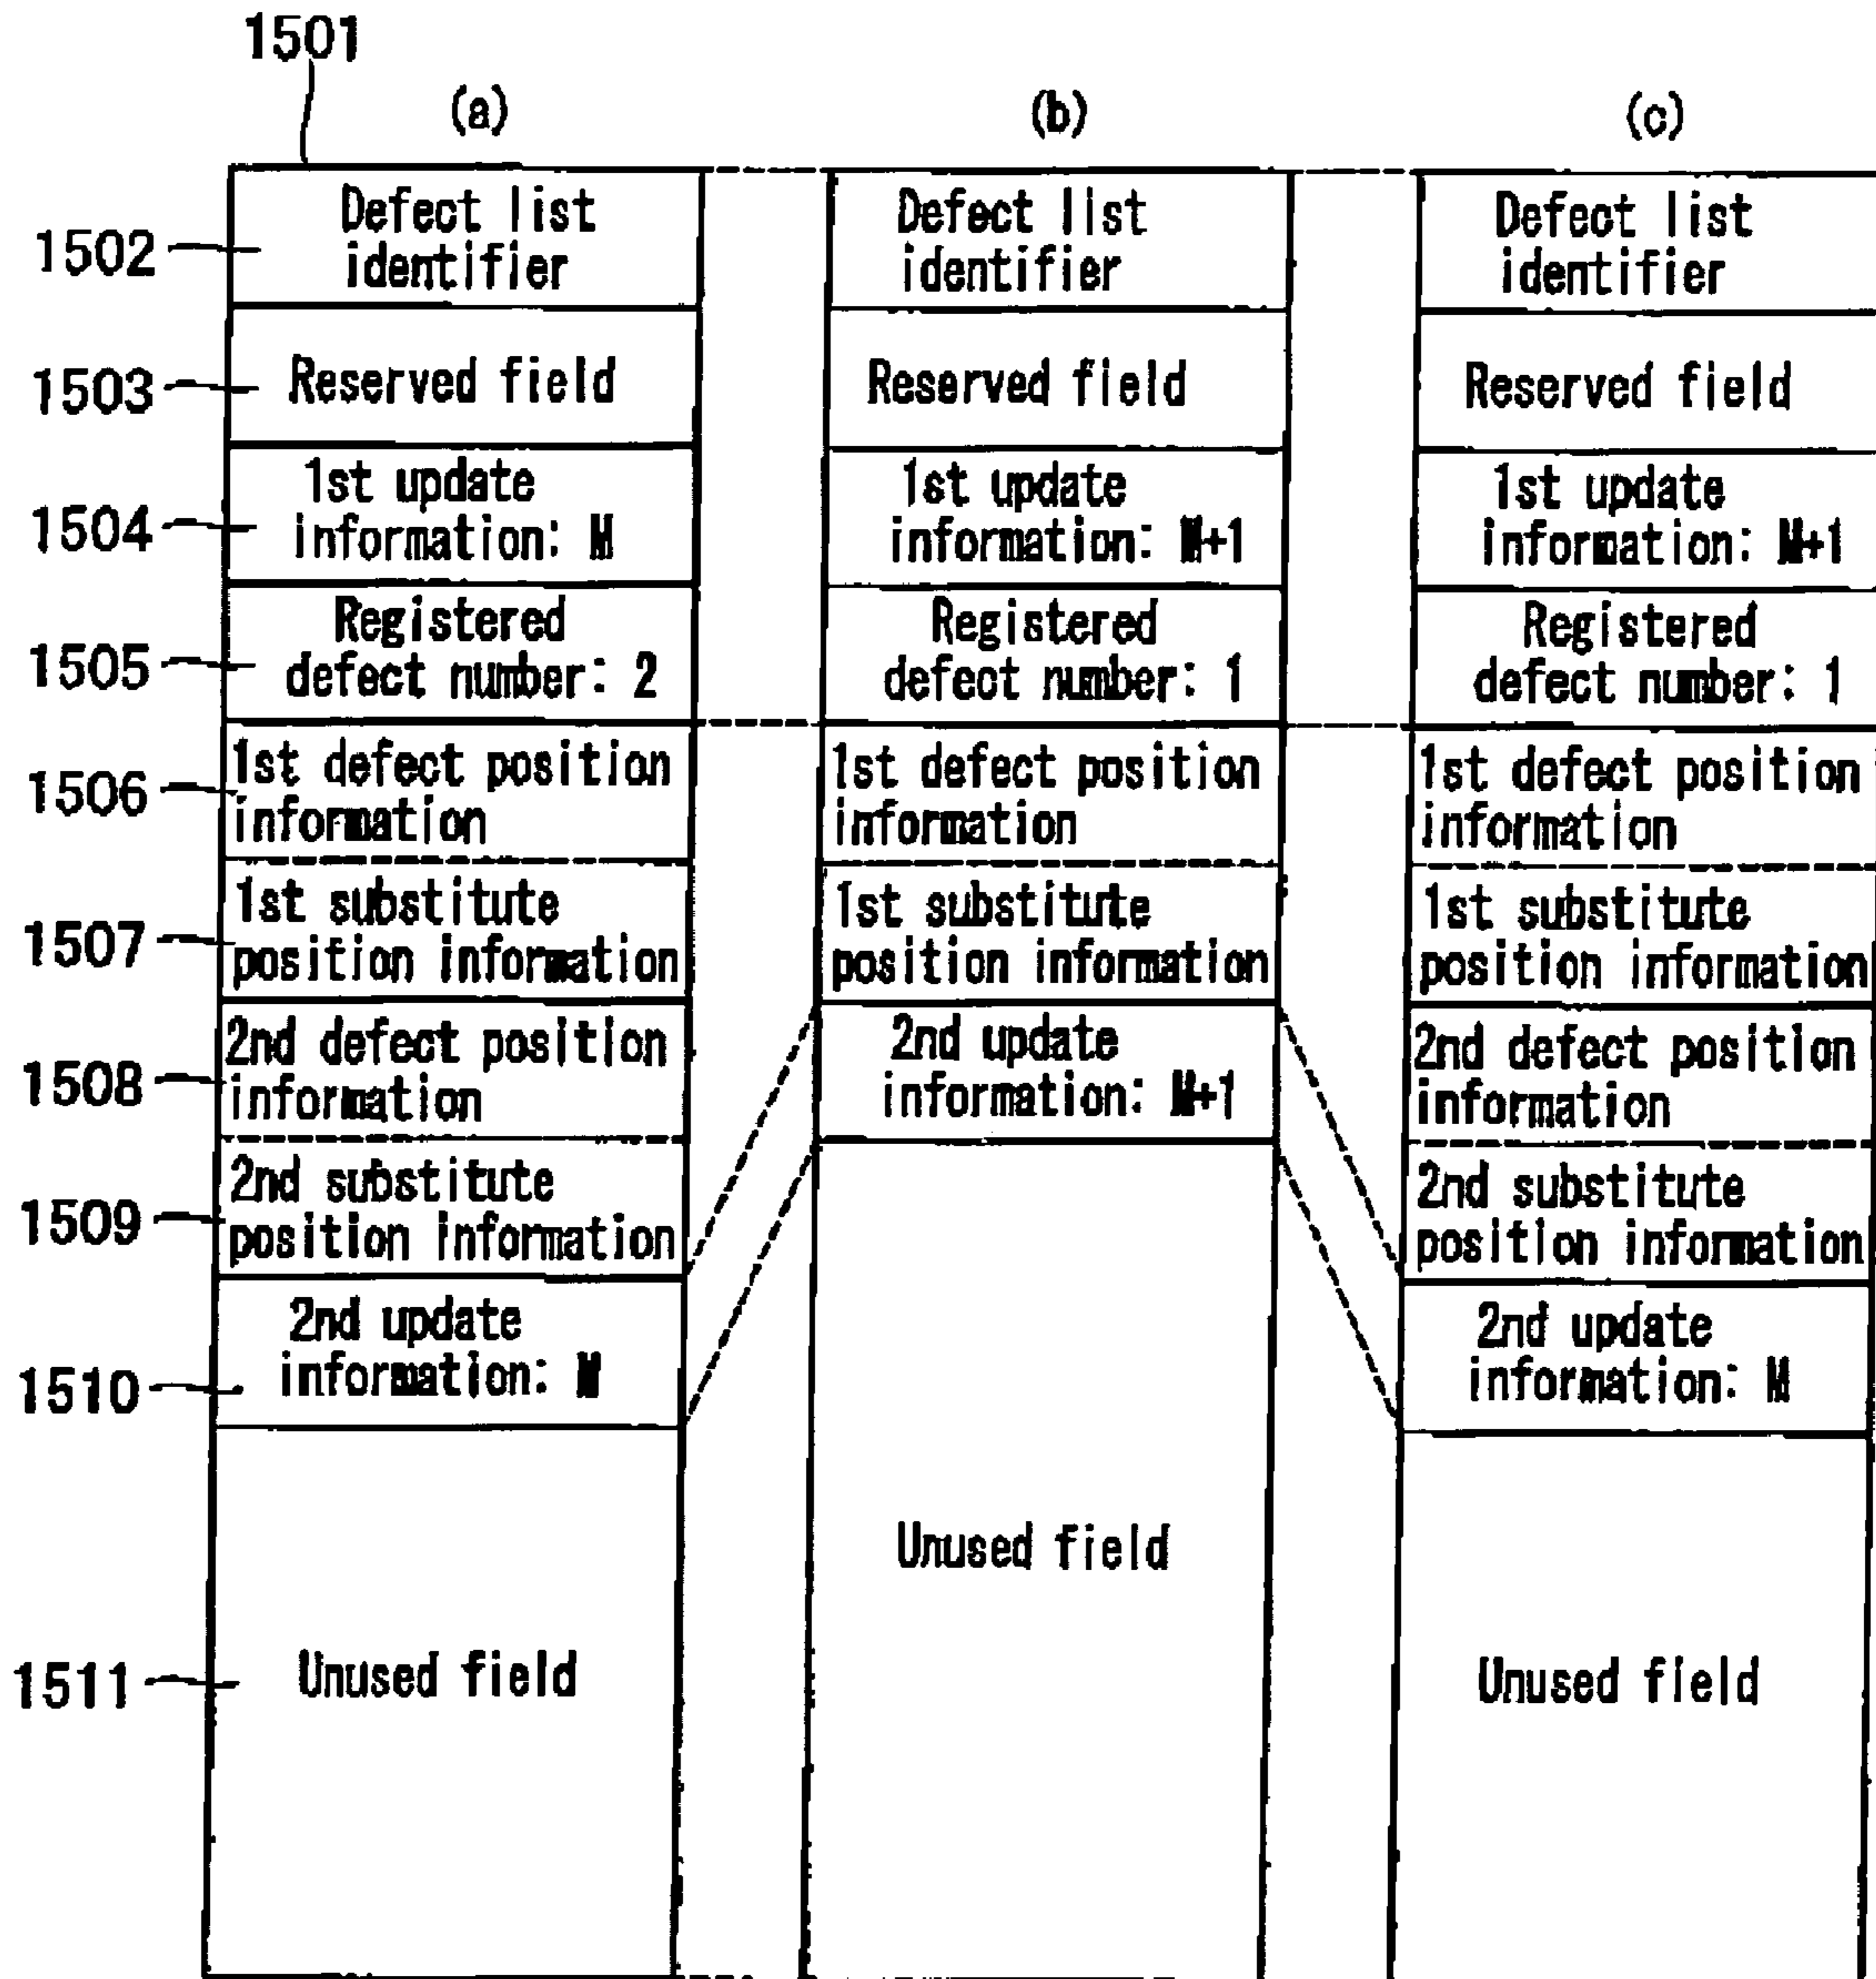 1501
(a)
(b)
(c)
1502
Defect list
identifier
Defect list
identifier
Defect list
identifier
1503
Reserved field
Reserved field
Reserved field
1504
1st update
information: M
1st update
information: M+1
1st update
information: M+1
1505
Registered
defect number: 2
Registered
defect number: 1
Registered
defect number: 1
1506
1st defect position
information
1st defect position
information
1st defect position
information
1507
1st substitute
position information
1st substitute
position information
1st substitute
position information
1508
2nd defect position
information
2nd update
information: M+1
2nd defect position
information
1509
2nd substitute
position information
2nd substitute
position information
1510
2nd update
information: M
2nd update
information: M
Unused field
1511
Unused field
Unused field